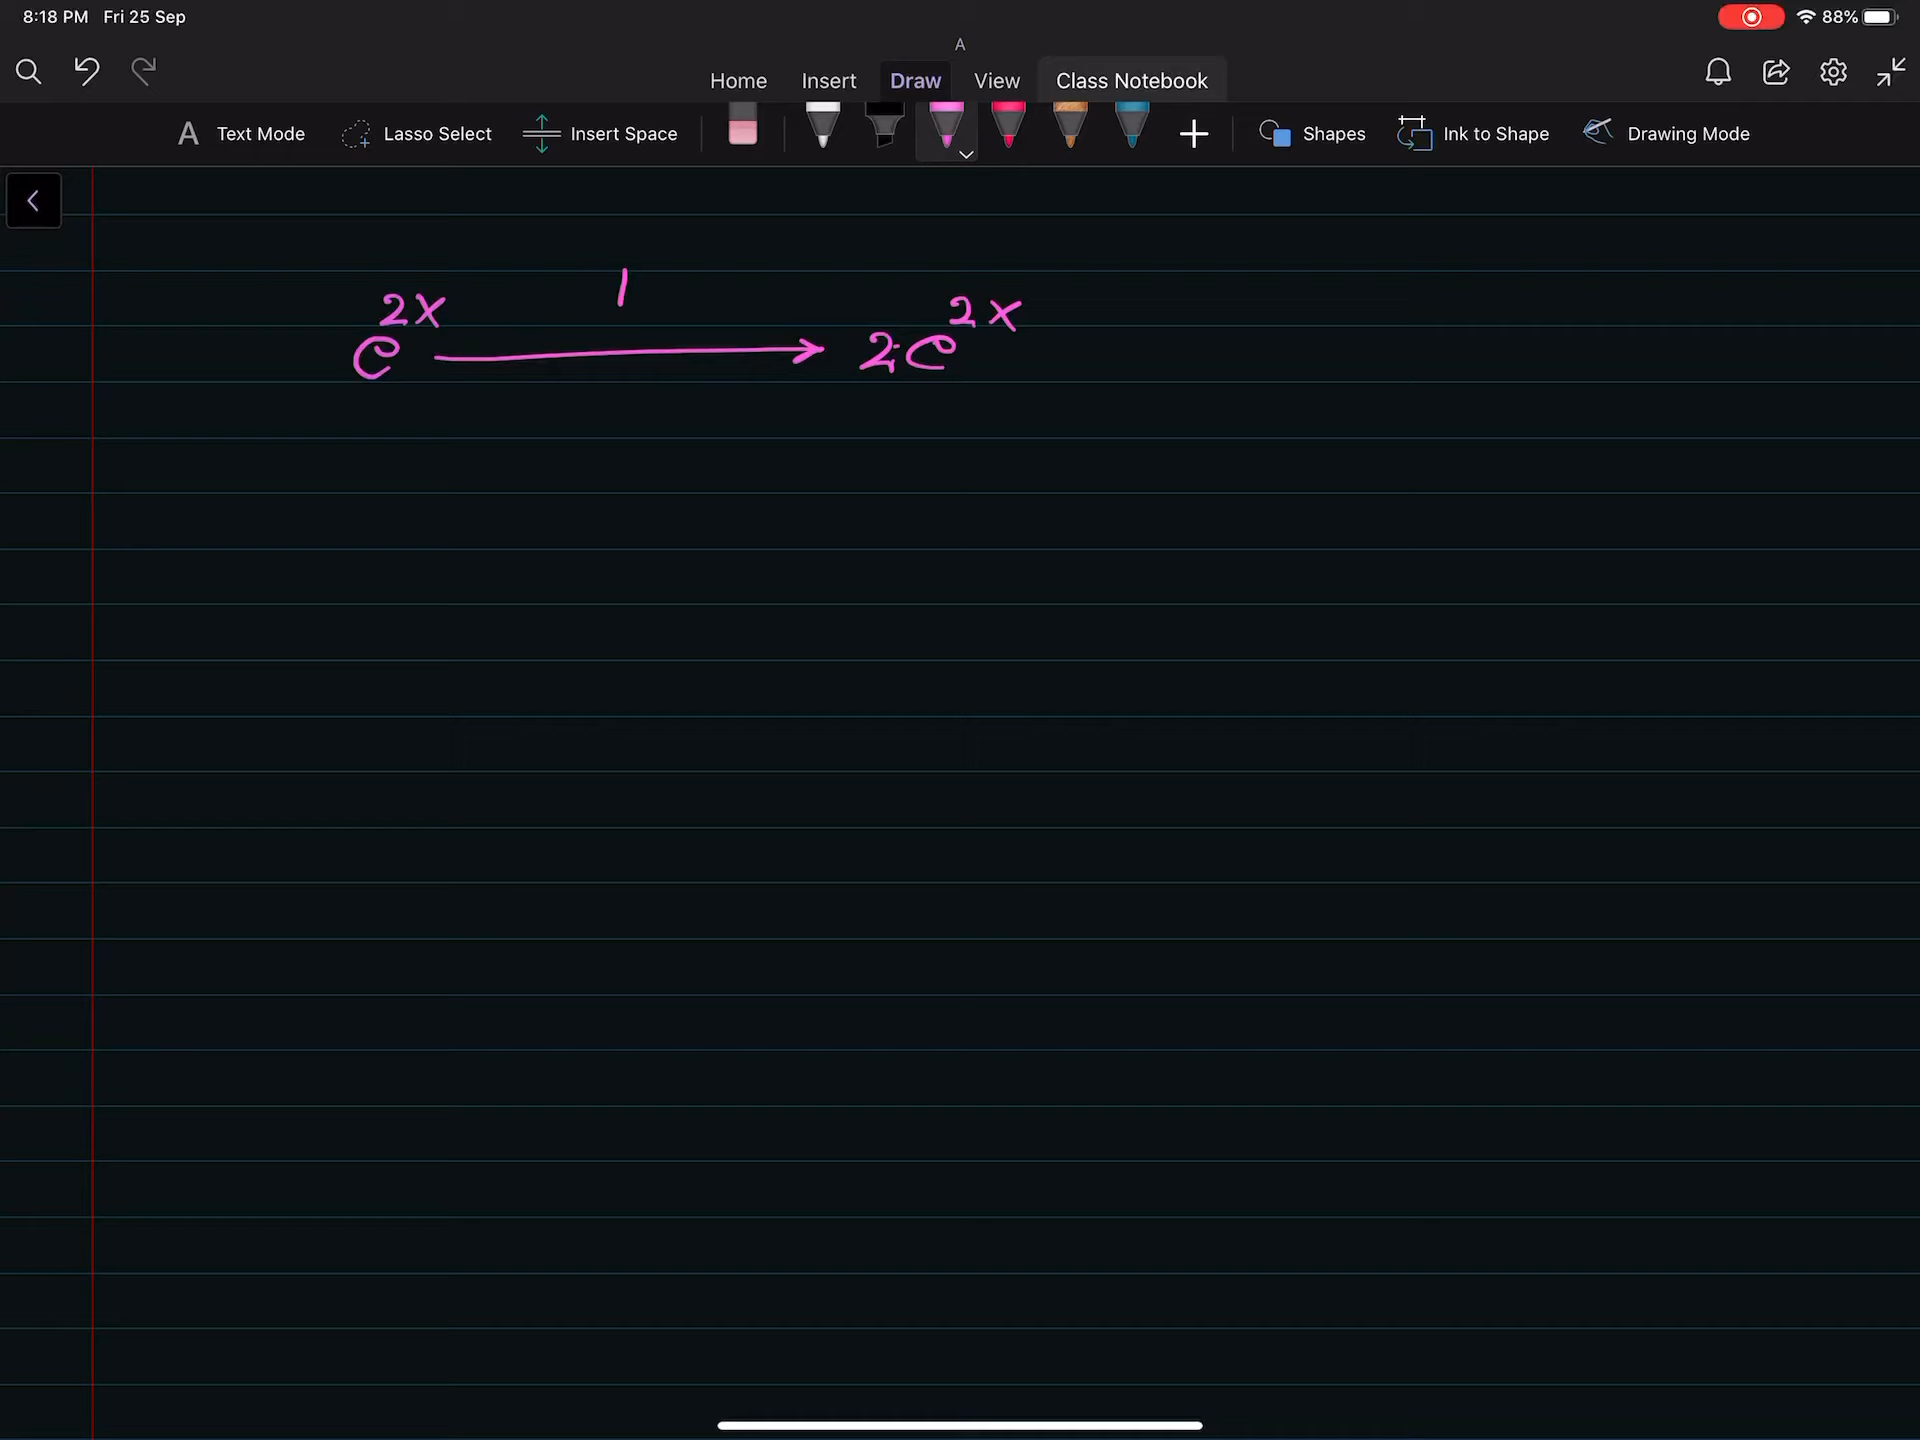 8:18 PM Fri 25 Sep 88%
A
Home Insert Draw View Class Notebook
A Text Mode Lasso Select Insert Space Shapes Ink to Shape Drawing Mode
1
e^{2x} → 2·e^{2x}